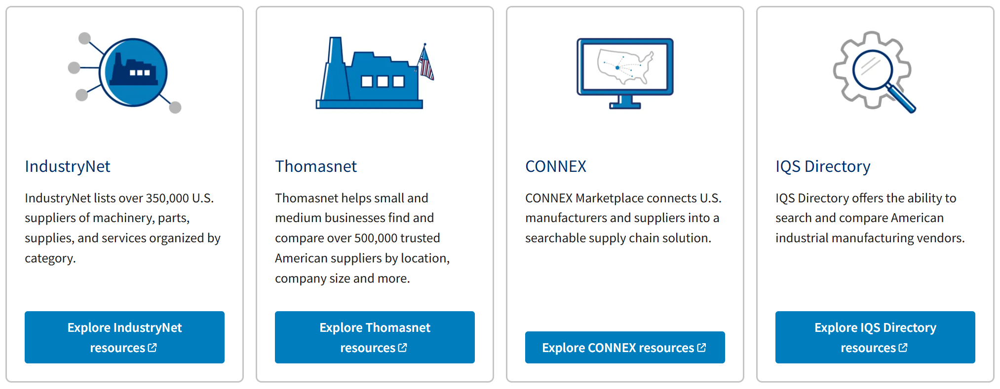 IndustryNet
IndustryNet lists over 350,000 U.S.
suppliers of machinery, parts,
supplies, and services organized by
category.
Explore IndustryNet
resources
Thomasnet
Thomasnet helps small and
medium businesses find and
compare over 500,000 trusted
American suppliers by location,
company size and more.
Explore Thomasnet
resources
CONNEX
CONNEX Marketplace connects U.S.
manufacturers and suppliers into a
searchable supply chain solution.
Explore CONNEX resources
IQS Directory
IQS Directory offers the ability to
search and compare American
industrial manufacturing vendors.
Explore IQS Directory
resources